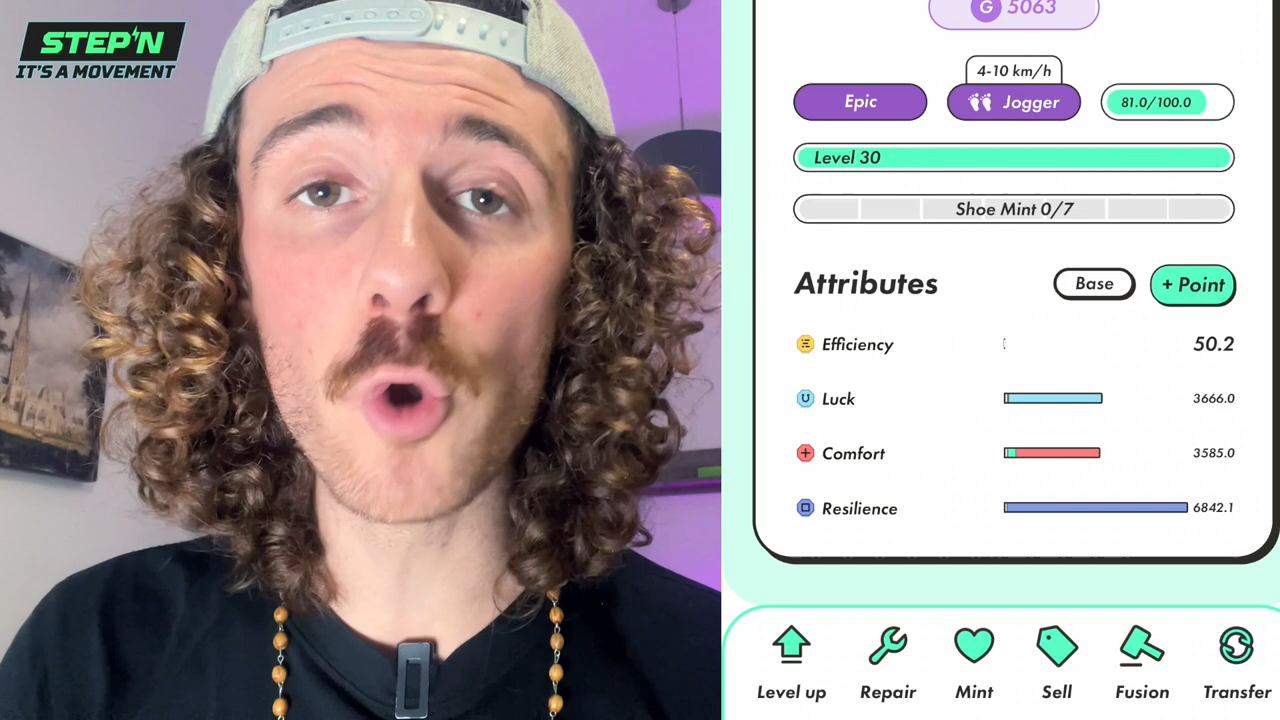 STEP'N
IT'S A MOVEMENT
G 5063
4-10 km/h
Epic
Jogger
81.0/100.0
Level 30
Shoe Mint 0/7
Attributes
Base
+ Point
Efficiency 50.2
Luck 3666.0
Comfort 3585.0
Resilience 6842.1
Level up
Repair
Mint
Sell
Fusion
Transfer